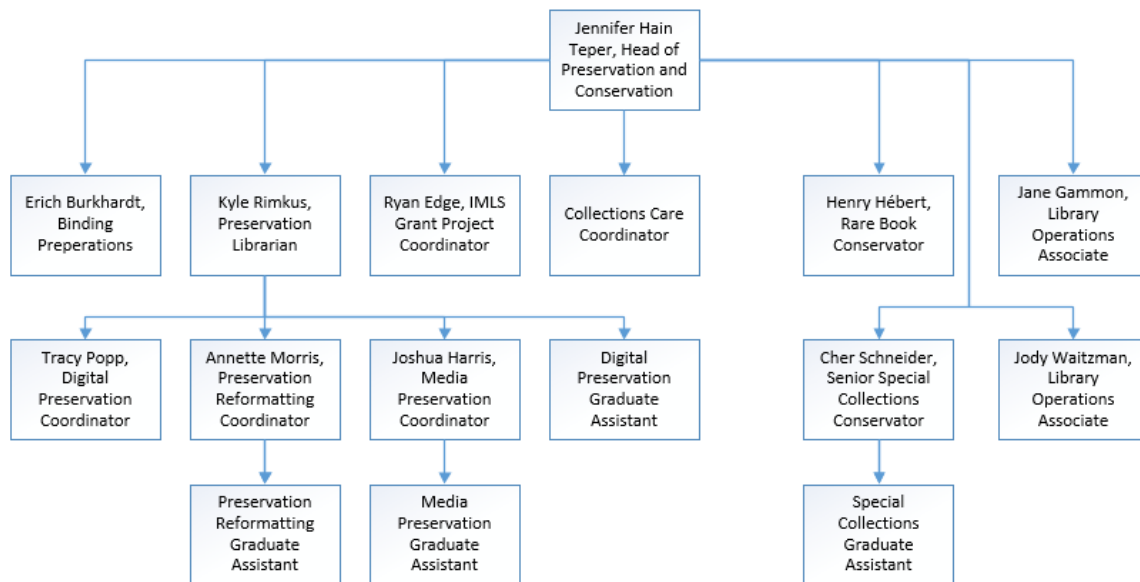 Jennifer Hain
Teper, Head of
Preservation and
Conservation
Erich Burkhardt,
Binding
Preperations
Kyle Rimkus,
Preservation
Librarian
Ryan Edge, IMLS
Grant Project
Coordinator
Collections Care
Coordinator
Henry Hébert,
Rare Book
Conservator
Jane Gammon,
Library
Operations
Associate
Tracy Popp,
Digital
Preservation
Coordinator
Annette Morris,
Preservation
Reformatting
Coordinator
Joshua Harris,
Media
Preservation
Coordinator
Digital
Preservation
Graduate
Assistant
Cher Schneider,
Senior Special
Collections
Conservator
Jody Waitzman,
Library
Operations
Associate
Preservation
Reformatting
Graduate
Assistant
Media
Preservation
Graduate
Assistant
Special
Collections
Graduate
Assistant